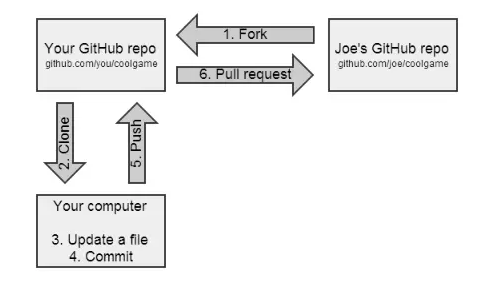 1. Fork
Your GitHub repo
github.com/you/coolgame
Joe's GitHub repo
github.com/joe/coolgame
6. Pull request
2. Clone
5. Push
Your computer
3. Update a file
4. Commit